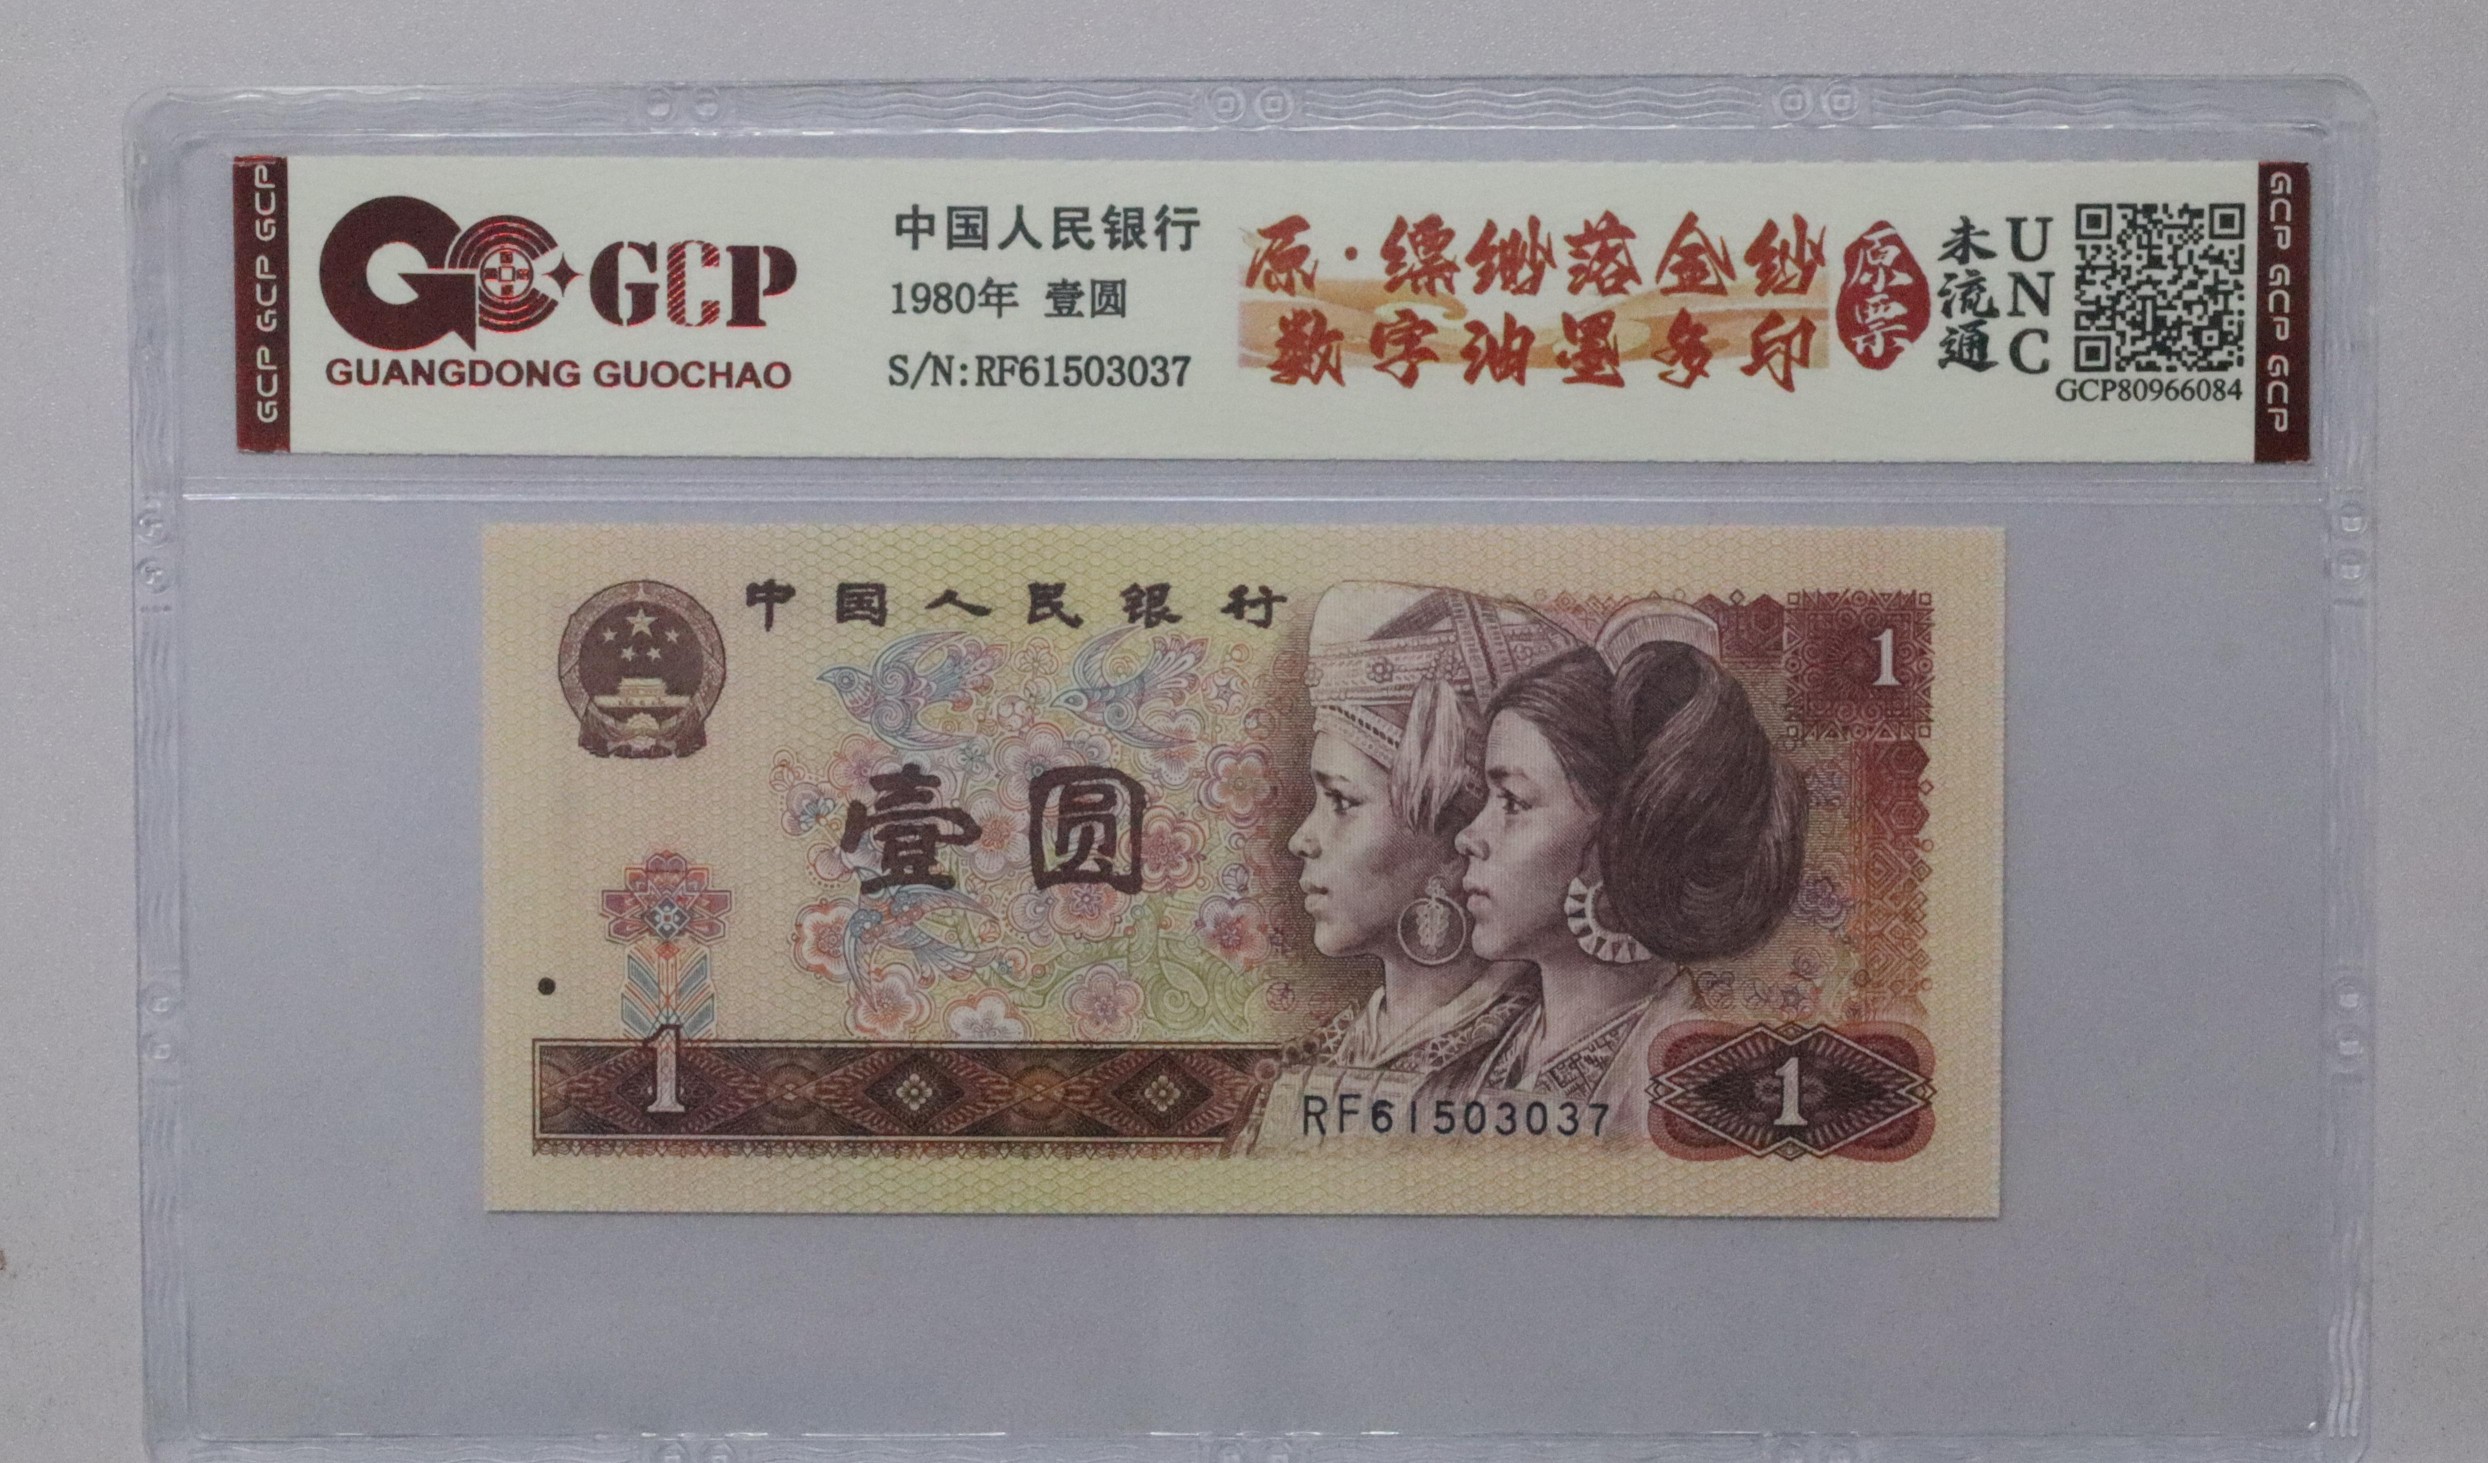 GCP GCP GCP
GCP
GUANGDONG GUOCHAO
中国人民银行
1980年 壹圆
S/N:RF61503037
原·缥缈落金纱
数字油墨多印
原票
未流通
UNC
GCP80966084
GCP GCP GCP
中国人民银行
1
壹圆
1
RF61503037
1